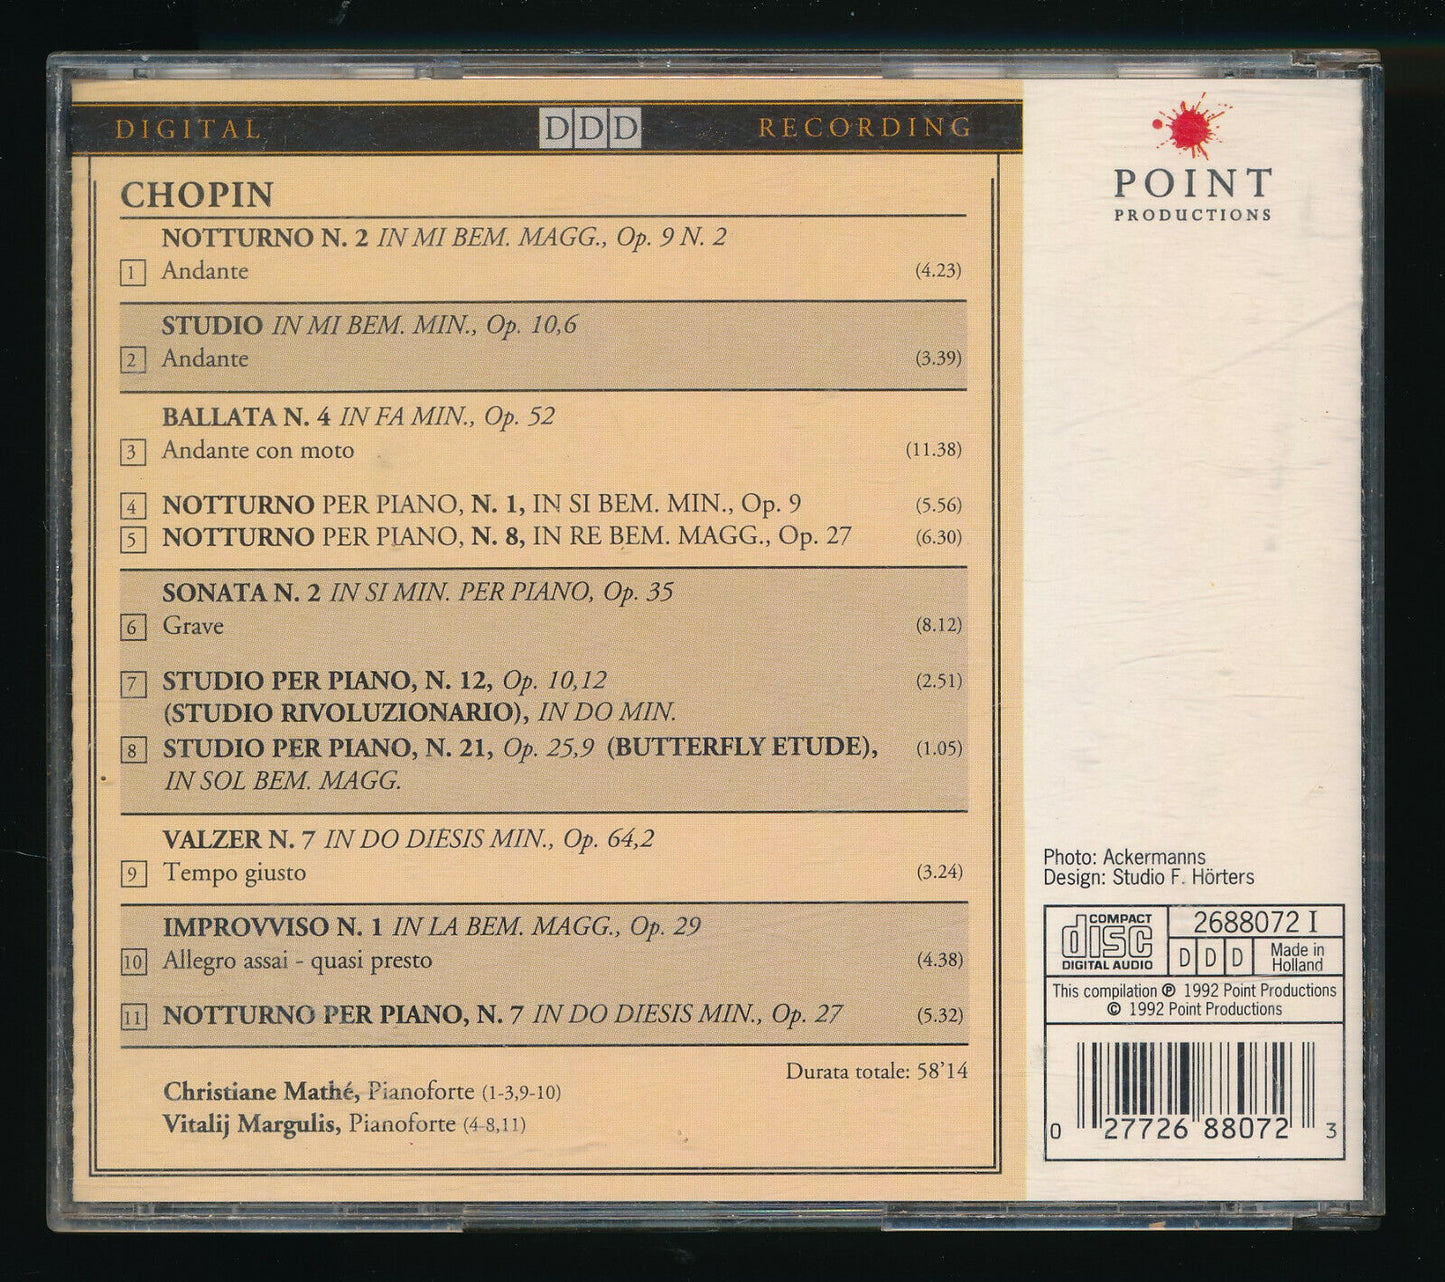 DIGITAL DDD RECORDING
CHOPIN
NOTTURNO N. 2 IN MI BEM. MAGG., Op. 9 N. 2
1 Andante (4.23)
STUDIO IN MI BEM. MIN., Op. 10,6
2 Andante (3.39)
BALLATA N. 4 IN FA MIN., Op. 52
3 Andante con moto (11.38)
4 NOTTURNO PER PIANO, N. 1, IN SI BEM. MIN., Op. 9 (5.56)
5 NOTTURNO PER PIANO, N. 8, IN RE BEM. MAGG., Op. 27 (6.30)
SONATA N. 2 IN SI MIN. PER PIANO, Op. 35
6 Grave (8.12)
7 STUDIO PER PIANO, N. 12, Op. 10,12 (2.51)
(STUDIO RIVOLUZIONARIO), IN DO MIN.
8 STUDIO PER PIANO, N. 21, Op. 25,9 (BUTTERFLY ETUDE), (1.05)
IN SOL BEM. MAGG.
VALZER N. 7 IN DO DIESIS MIN., Op. 64,2
9 Tempo giusto (3.24)
IMPROVVISO N. 1 IN LA BEM. MAGG., Op. 29
10 Allegro assai - quasi presto (4.38)
11 NOTTURNO PER PIANO, N. 7 IN DO DIESIS MIN., Op. 27 (5.32)
Durata totale: 58'14
Christiane Mathé, Pianoforte (1-3,9-10)
Vitalij Margulis, Pianoforte (4-8,11)
POINT
PRODUCTIONS
Photo: Ackermanns
Design: Studio F. Hörters
COMPACT
disc
DIGITAL AUDIO
2688072 I
DDD
Made in
Holland
This compilation ℗ 1992 Point Productions
© 1992 Point Productions
0 27726 88072 3